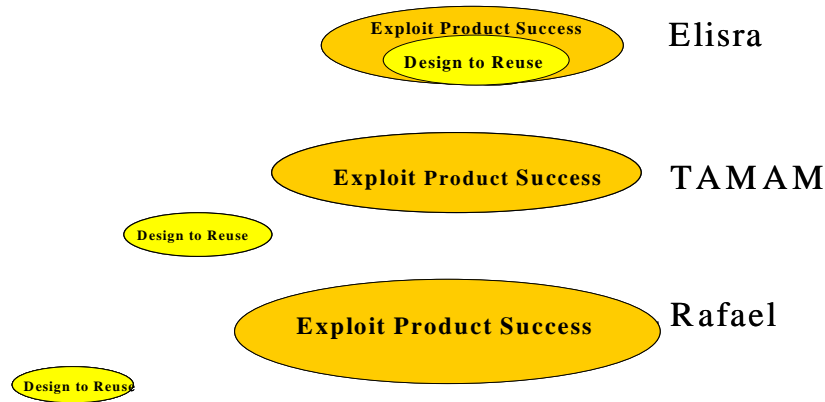 Exploit Product Success
Elisra
Design to Reuse
Exploit Product Success
TAMAM
Design to Reuse
Rafael
Exploit Product Success
Design to Reuse